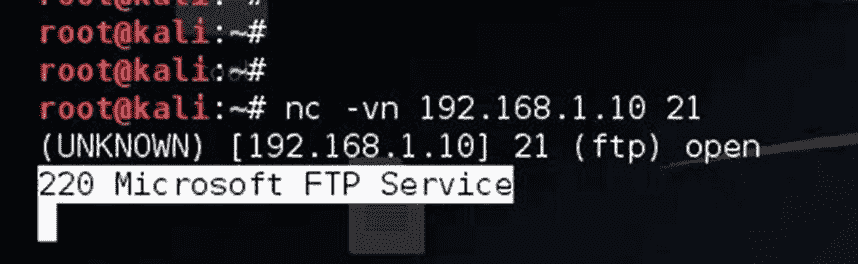 root@kali:~#
root@kali:~#
root@kali:~#
root@kali:~# nc -vn 192.168.1.10 21
(UNKNOWN) [192.168.1.10] 21 (ftp) open
220 Microsoft FTP Service